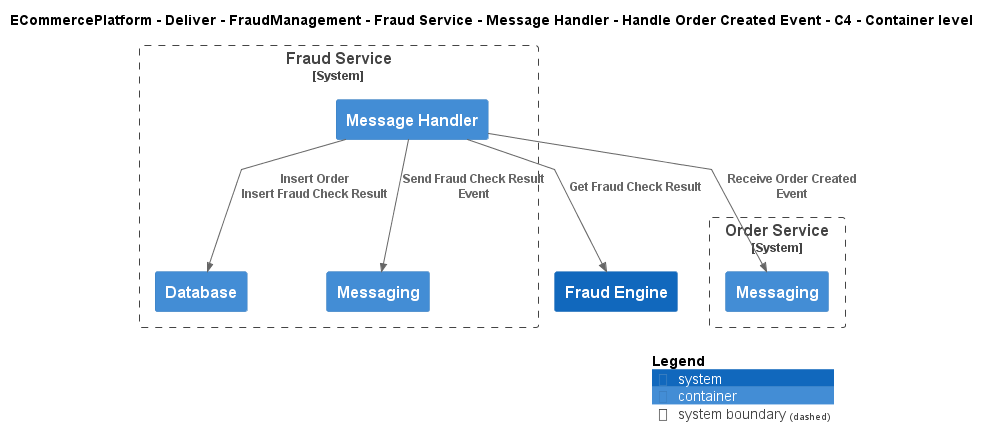 ECommercePlatform - Deliver - FraudManagement - Fraud Service - Message Handler - Handle Order Created Event - C4 - Container level
Fraud Service
[System]
Message Handler
Insert Order
Insert Fraud Check Result
Send Fraud Check Result
Event
Get Fraud Check Result
Receive Order Created
Event
Order Service
[System]
Database
Messaging
Fraud Engine
Messaging
Legend
system
container
system boundary (dashed)